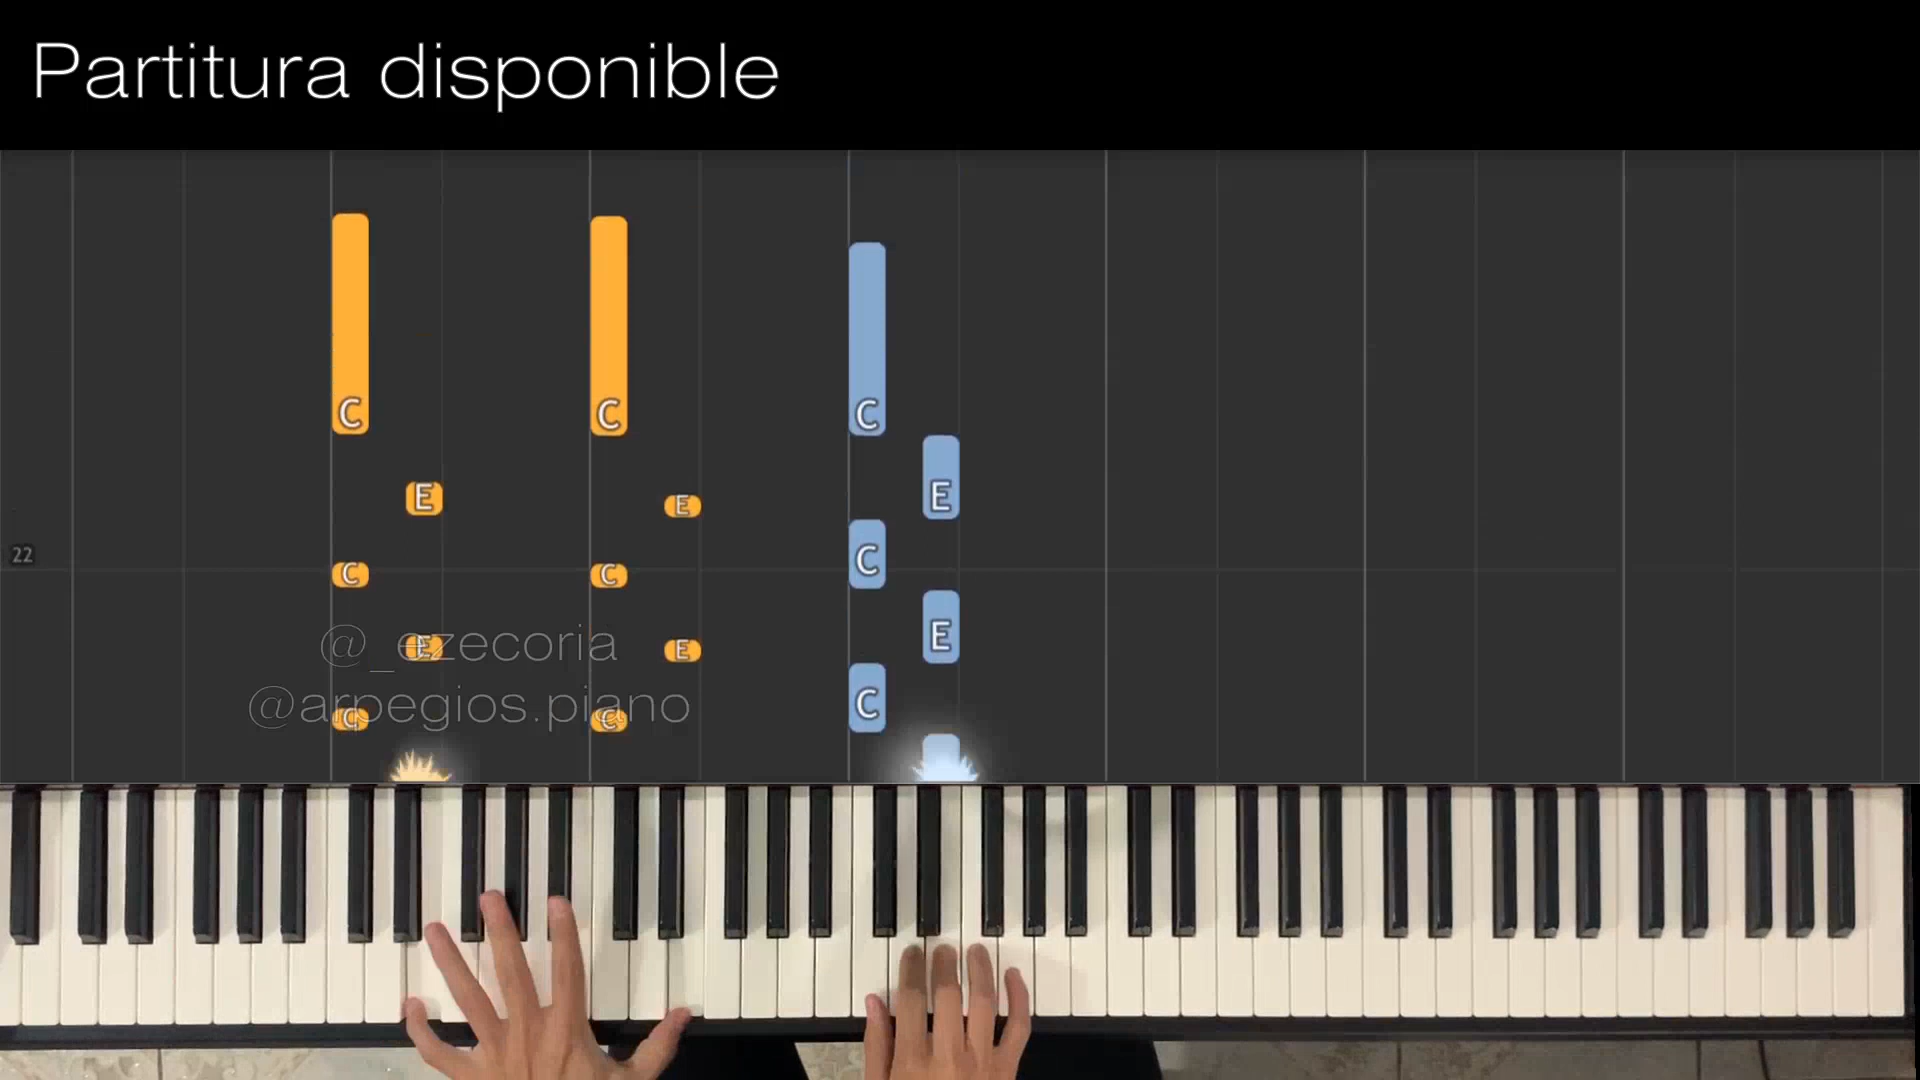 Partitura disponible
C C C
E E E
C
22
C C
E
@_ezecoria
E E
C
@arpegios.piano
C C